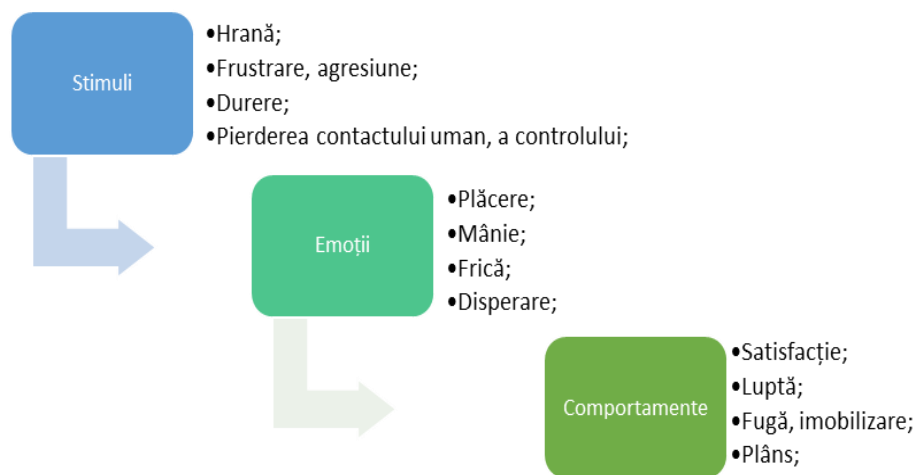 Stimuli
•Hrană;
•Frustrare, agresiune;
•Durere;
•Pierderea contactului uman, a controlului;
Emoții
•Plăcere;
•Mânie;
•Frică;
•Disperare;
Comportamente
•Satisfacție;
•Luptă;
•Fugă, imobilizare;
•Plâns;